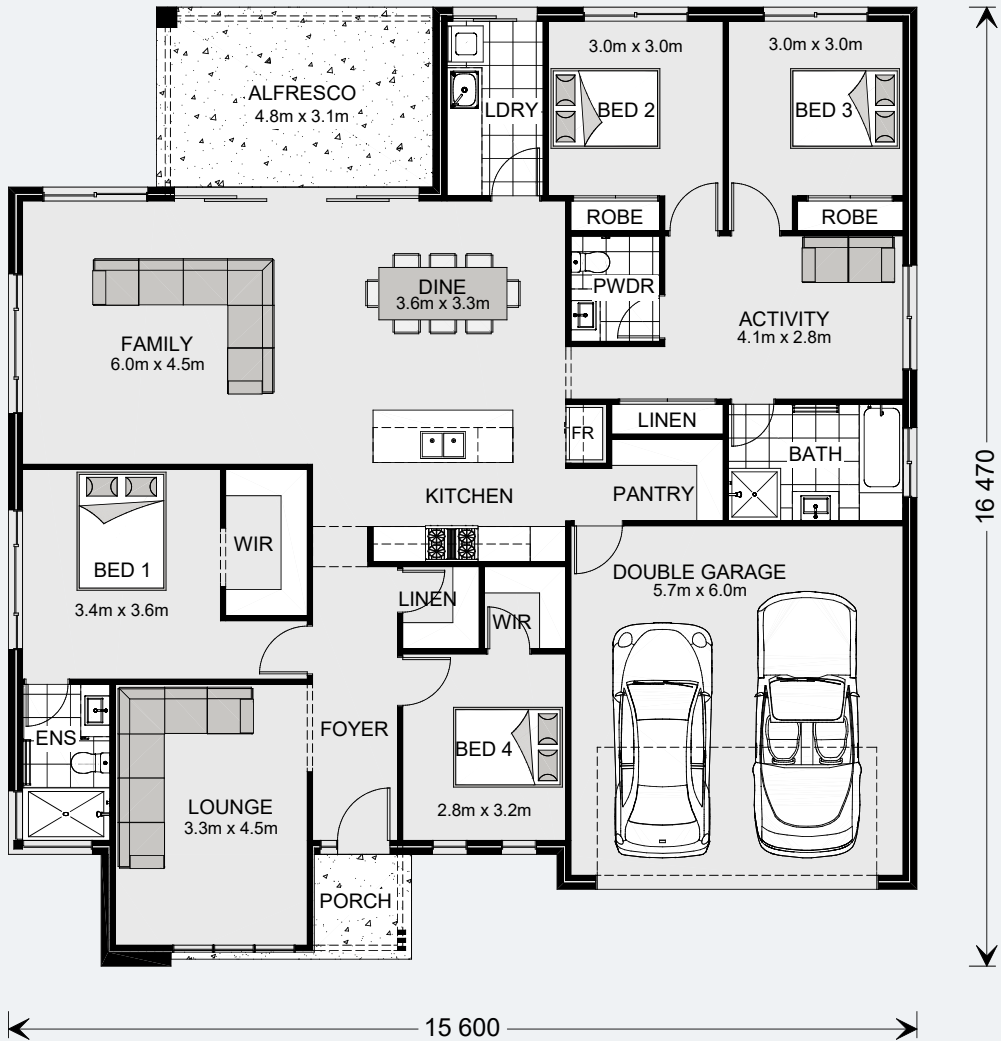 3.0m x 3.0m
3.0m x 3.0m
ALFRESCO
4.8m x 3.1m
LDRY
BED 2
BED 3
ROBE
ROBE
PWDR
DINE
3.6m x 3.3m
FAMILY
6.0m x 4.5m
ACTIVITY
4.1m x 2.8m
LINEN
FR
BATH
KITCHEN
PANTRY
16 470
WIR
BED 1
3.4m x 3.6m
LINEN
WIR
DOUBLE GARAGE
5.7m x 6.0m
FOYER
ENS
BED 4
2.8m x 3.2m
LOUNGE
3.3m x 4.5m
PORCH
15 600